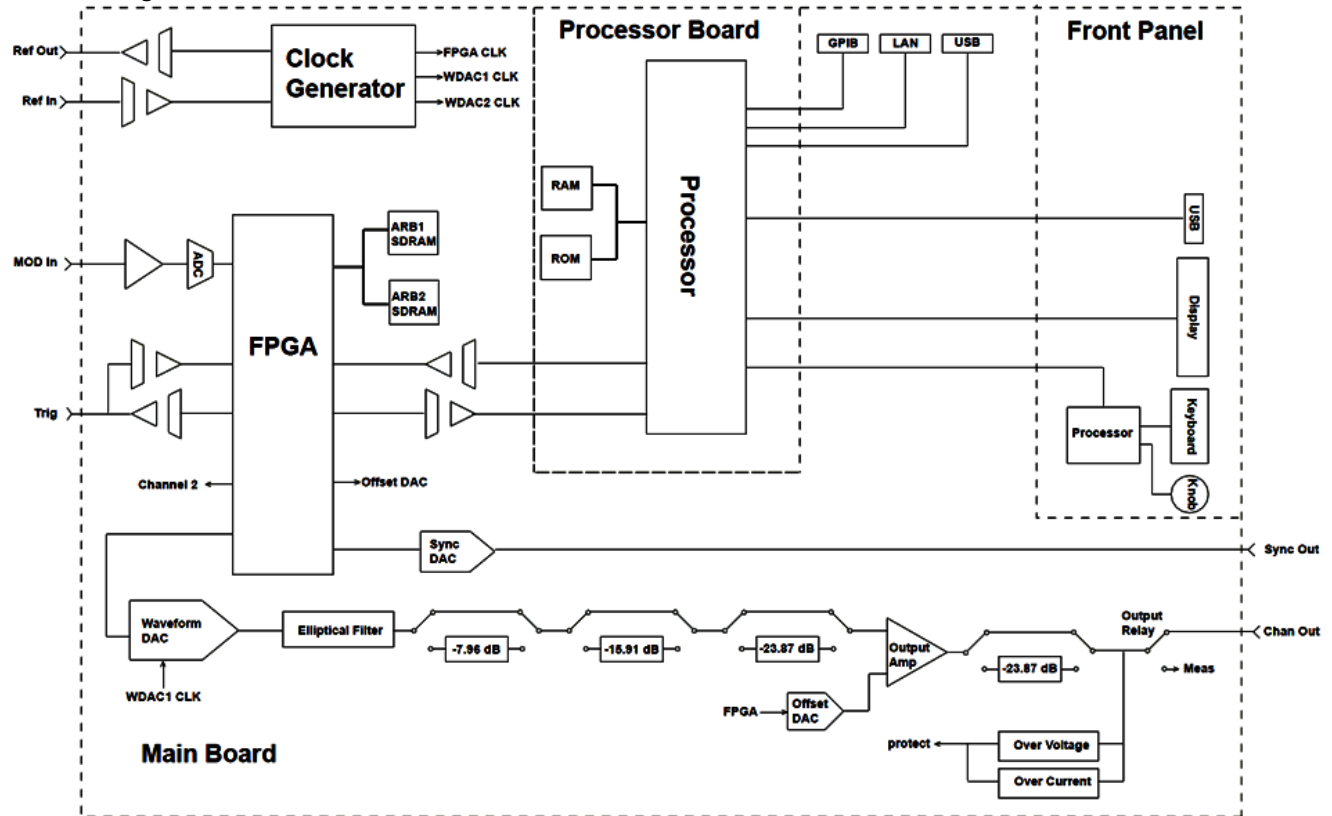 Processor Board
Front Panel
Ref Out
Clock
Generator
FPGA CLK
WDAC1 CLK
WDAC2 CLK
GPIB
LAN
USB
Ref In
RAM
ROM
Processor
USB
Display
MOD In
ADC
ARB1
SDRAM
ARB2
SDRAM
FPGA
Trig
Processor
Keyboard
Knob
Channel 2
Offset DAC
Sync
DAC
Sync Out
Waveform
DAC
Elliptical Filter
-7.96 dB
-15.91 dB
-23.87 dB
Output
Amp
-23.87 dB
Output
Relay
Chan Out
Meas
WDAC1 CLK
FPGA
Offset
DAC
protect
Over Voltage
Over Current
Main Board